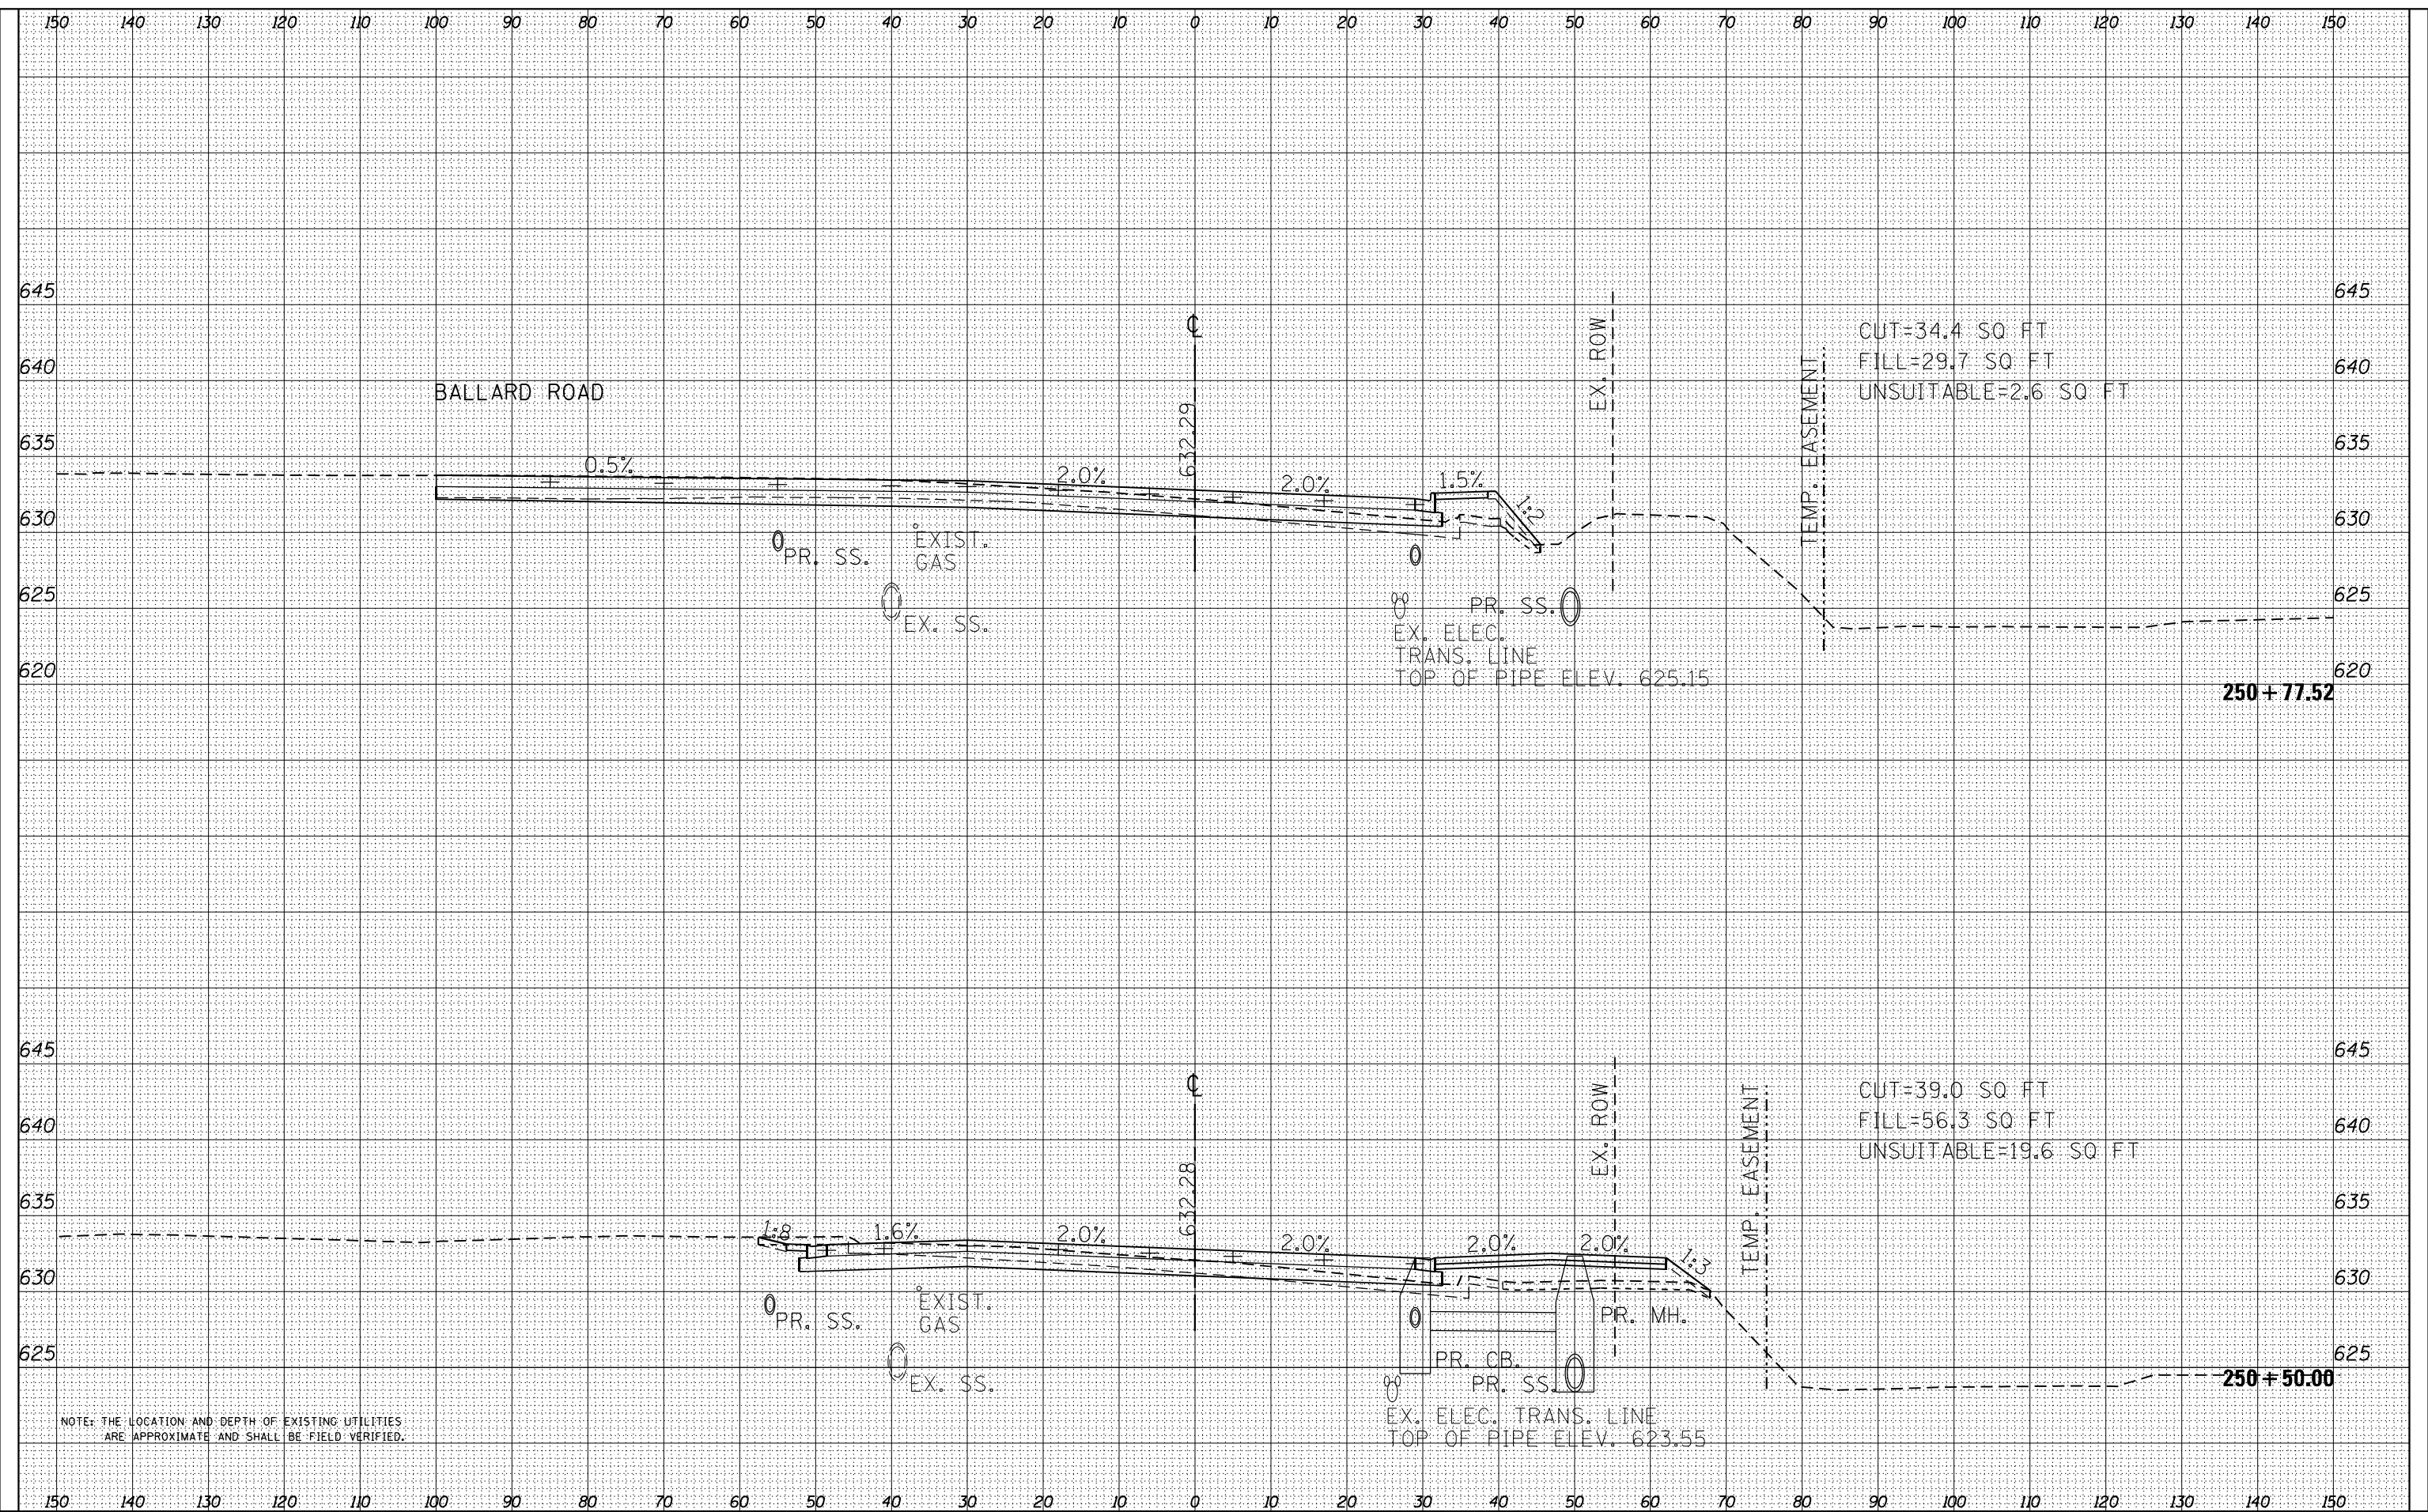 150 140 130 120 110 100 90 80 70 60 50 40 30 20 10 0 10 20 30 40 50 60 70 80 90 100 110 120 130 140 150
645 645
℄
EX. ROW
CUT=34.4 SQ FT
FILL=29.7 SQ FT
UNSUITABLE=2.6 SQ FT
640 640
TEMP. EASEMENT
BALLARD ROAD
632.29
635 635
0.5% 2.0% 2.0% 1.5% 1:2
630 630
PR. SS.
EXIST.
GAS
625 625
EX. SS.
PR. SS.
EX. ELEC.
TRANS. LINE
TOP OF PIPE ELEV. 625.15
620 620
250+77.52
645 645
℄
EX. ROW
TEMP. EASEMENT
CUT=39.0 SQ FT
FILL=56.3 SQ FT
UNSUITABLE=19.6 SQ FT
640 640
632.28
635 635
1:8 1.6% 2.0% 2.0% 2.0% 2.0% 1:3
630 630
PR. SS.
EXIST.
GAS
PR. MH.
625 625
PR. CB.
EX. SS.
PR. SS.
250+50.00
EX. ELEC. TRANS. LINE
TOP OF PIPE ELEV. 623.55
NOTE: THE LOCATION AND DEPTH OF EXISTING UTILITIES
ARE APPROXIMATE AND SHALL BE FIELD VERIFIED.
150 140 130 120 110 100 90 80 70 60 50 40 30 20 10 0 10 20 30 40 50 60 70 80 90 100 110 120 130 140 150